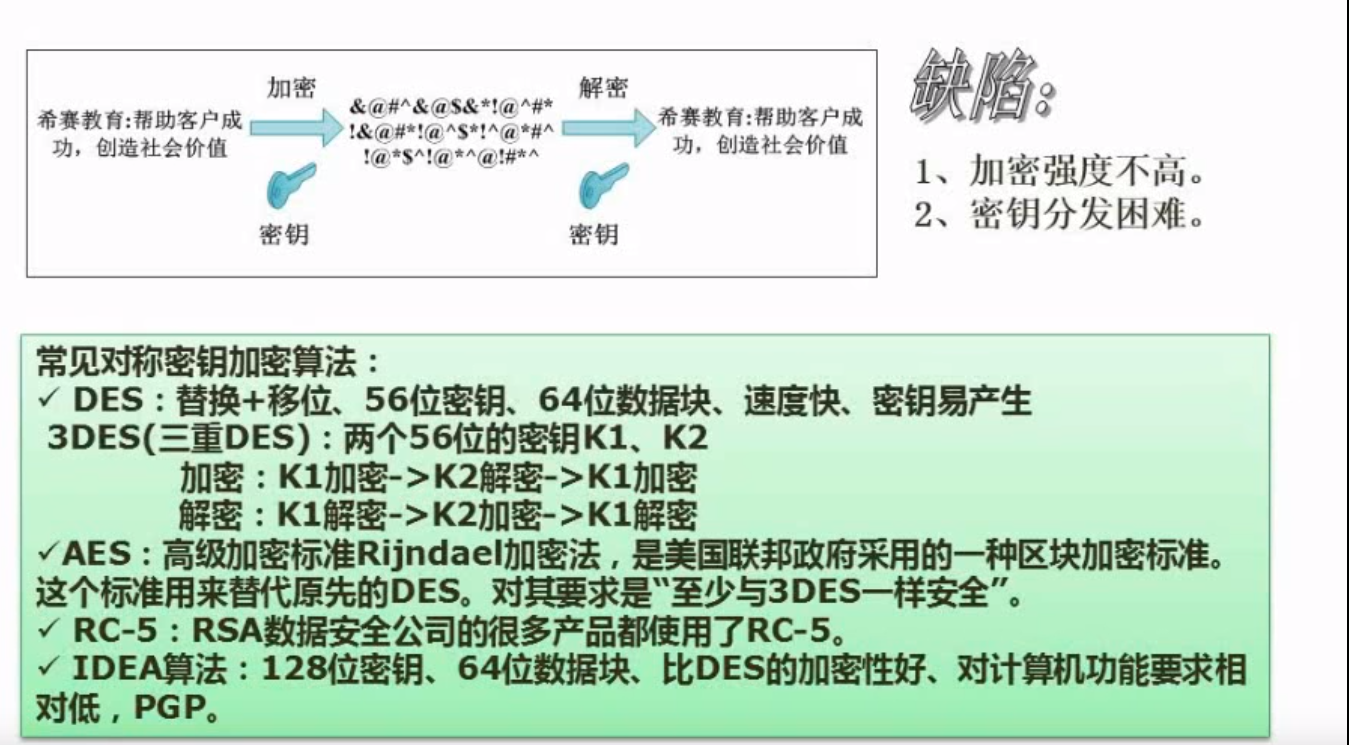 加密
解密
希赛教育:帮助客户成
功，创造社会价值
&@#^&@$&*!@^#*
!&@#*!@^$*!^@*#^
!@*$^!@*^@!#*^
希赛教育:帮助客户成
功，创造社会价值
密钥
密钥
缺陷:
1、加密强度不高。
2、密钥分发困难。
常见对称密钥加密算法：
✓ DES：替换+移位、56位密钥、64位数据块、速度快、密钥易产生
3DES(三重DES)：两个56位的密钥K1、K2
加密：K1加密->K2解密->K1加密
解密：K1解密->K2加密->K1解密
✓AES：高级加密标准Rijndael加密法，是美国联邦政府采用的一种区块加密标准。
这个标准用来替代原先的DES。对其要求是“至少与3DES一样安全”。
✓ RC-5：RSA数据安全公司的很多产品都使用了RC-5。
✓ IDEA算法：128位密钥、64位数据块、比DES的加密性好、对计算机功能要求相
对低，PGP。